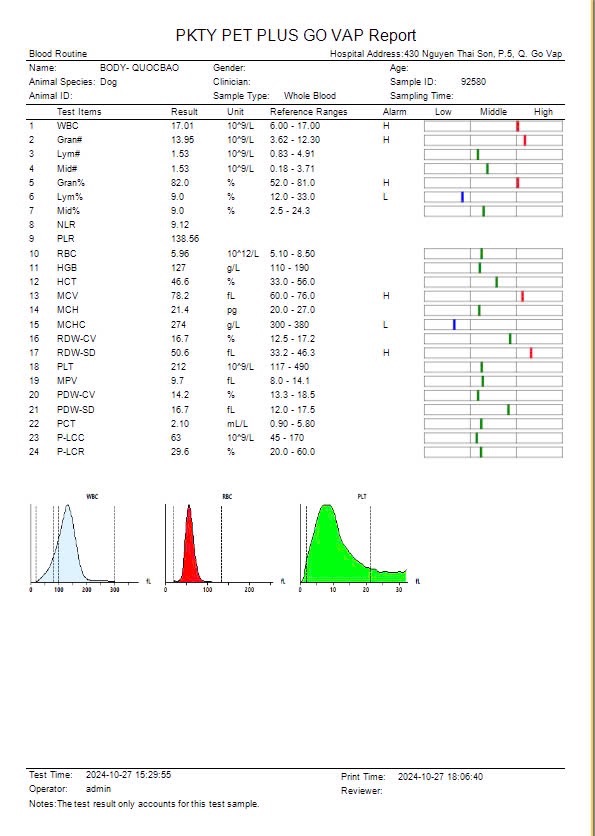 PKTY PET PLUS GO VAP Report
Blood Routine Hospital Address:430 Nguyen Thai Son, P.5, Q. Go Vap
Name: BODY- QUOCBAO Gender: Age:
Animal Species: Dog Clinician: Sample ID: 92580
Animal ID: Sample Type: Whole Blood Sampling Time:
Test Items Result Unit Reference Ranges Alarm Low Middle High
1 WBC 17.01 10^9/L 6.00 - 17.00 H
2 Gran# 13.95 10^9/L 3.62 - 12.30 H
3 Lym# 1.53 10^9/L 0.83 - 4.91
4 Mid# 1.53 10^9/L 0.18 - 3.71
5 Gran% 82.0 % 52.0 - 81.0 H
6 Lym% 9.0 % 12.0 - 33.0 L
7 Mid% 9.0 % 2.5 - 24.3
8 NLR 9.12
9 PLR 138.56
10 RBC 5.96 10^12/L 5.10 - 8.50
11 HGB 127 g/L 110 - 190
12 HCT 46.6 % 33.0 - 56.0
13 MCV 78.2 fL 60.0 - 76.0 H
14 MCH 21.4 pg 20.0 - 27.0
15 MCHC 274 g/L 300 - 380 L
16 RDW-CV 16.7 % 12.5 - 17.2
17 RDW-SD 50.6 fL 33.2 - 46.3 H
18 PLT 212 10^9/L 117 - 490
19 MPV 9.7 fL 8.0 - 14.1
20 PDW-CV 14.2 % 13.3 - 18.5
21 PDW-SD 16.7 fL 12.0 - 17.5
22 PCT 2.10 mL/L 0.90 - 5.80
23 P-LCC 63 10^9/L 45 - 170
24 P-LCR 29.6 % 20.0 - 60.0
WBC RBC PLT
0 100 200 300 fL 0 100 200 fL 0 10 20 30 fL
Test Time: 2024-10-27 15:29:55 Print Time: 2024-10-27 18:06:40
Operator: admin Reviewer:
Notes:The test result only accounts for this test sample.